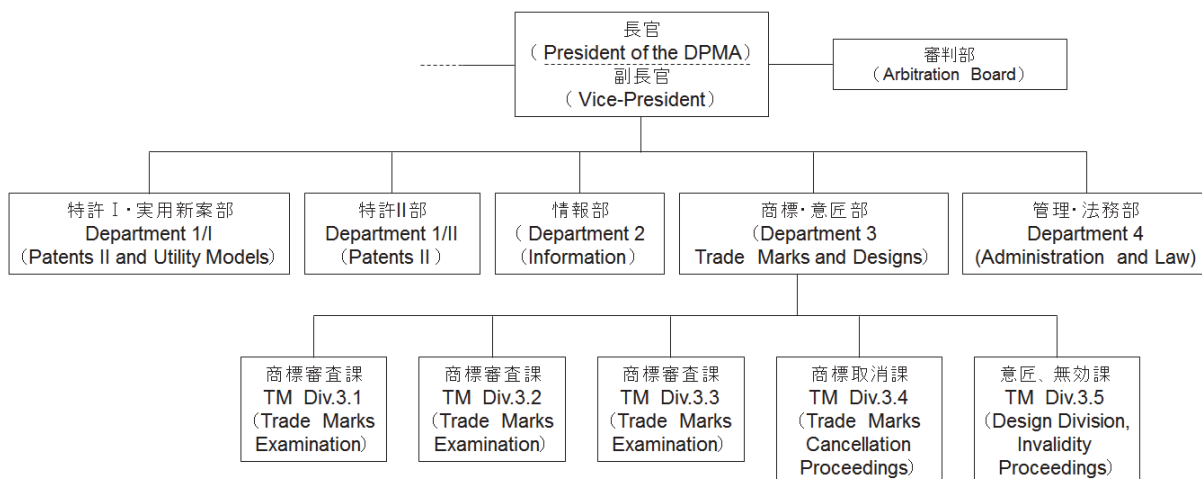 長官
（ President of the DPMA)
副長官
（ Vice-President）
審判部
（Arbitration Board）
特許Ⅰ・実用新案部
Department 1/I
（Patents II and Utility Models）
特許II部
Department 1/II
（Patents II ）
情報部
（ Department 2
（Information）
商標・意匠部
（Department 3
Trade Marks and Designs）
管理・法務部
Department 4
(Administration and Law)
商標審査課
TM Div.3.1
（Trade Marks
Examination）
商標審査課
TM Div.3.2
（Trade Marks
Examination）
商標審査課
TM Div.3.3
（Trade Marks
Examination）
商標取消課
TM Div.3.4
（Trade Marks
Cancellation
Proceedings）
意匠、無効課
TM Div.3.5
（Design Division,
Invalidity
Proceedings）